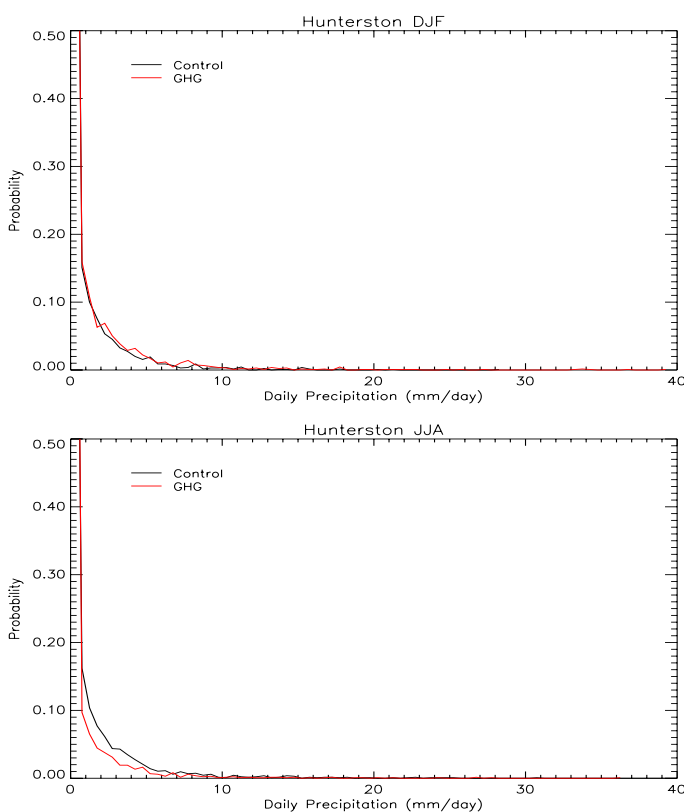 Hunterston DJF
0.50
0.40
0.30
0.20
0.10
0.00
Probability
Control
GHG
0 10 20 30 40
Daily Precipitation (mm/day)
Hunterston JJA
0.50
0.40
0.30
0.20
0.10
0.00
Probability
Control
GHG
0 10 20 30 40
Daily Precipitation (mm/day)